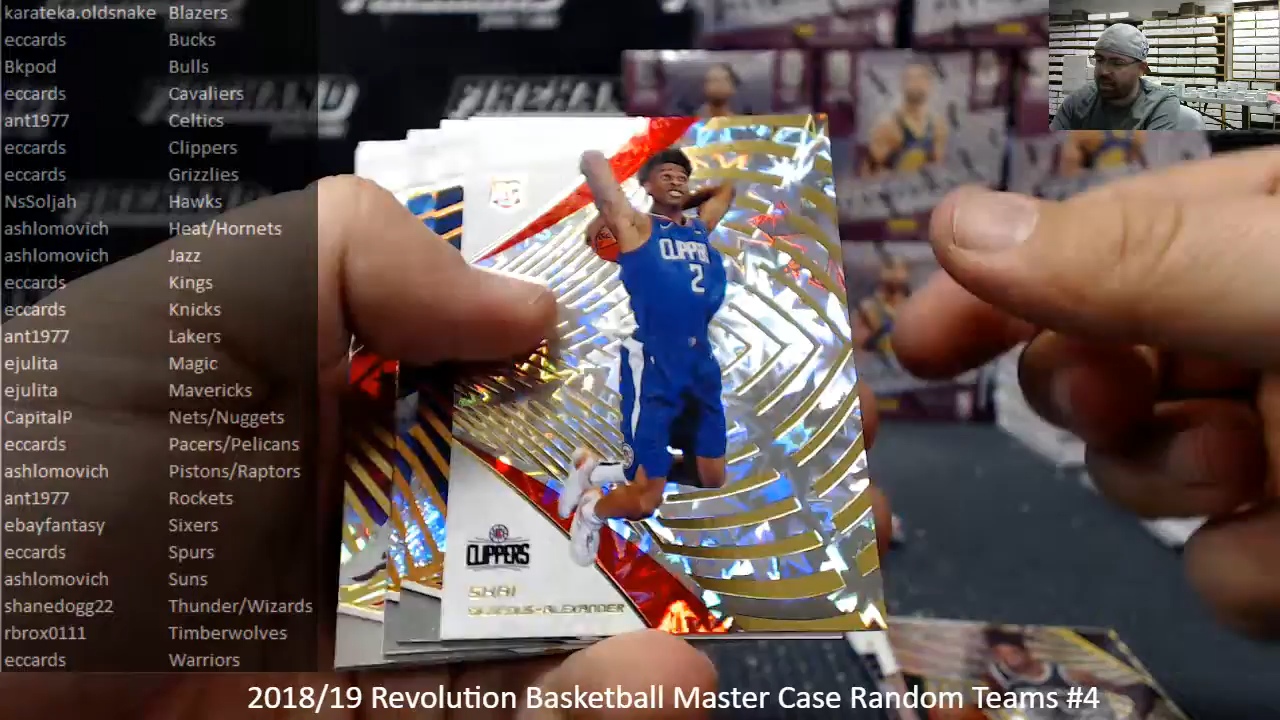 karateka.oldsnake Blazers
eccards Bucks
Bkpod Bulls
eccards Cavaliers
ant1977 Celtics
eccards Clippers
eccards Grizzlies
NsSoljah Hawks
ashlomovich Heat/Hornets
ashlomovich Jazz
eccards Kings
eccards Knicks
ant1977 Lakers
ejulita Magic
ejulita Mavericks
CapitalP Nets/Nuggets
eccards Pacers/Pelicans
ashlomovich Pistons/Raptors
ant1977 Rockets
ebayfantasy Sixers
eccards Spurs
ashlomovich Suns
shanedogg22 Thunder/Wizards
rbrox0111 Timberwolves
eccards Warriors
FIREHAND
FIREHAND
RC
CLIPPERS
2
CLIPPERS
SHAI
GILGEOUS-ALEXANDER
2018/19 Revolution Basketball Master Case Random Teams #4